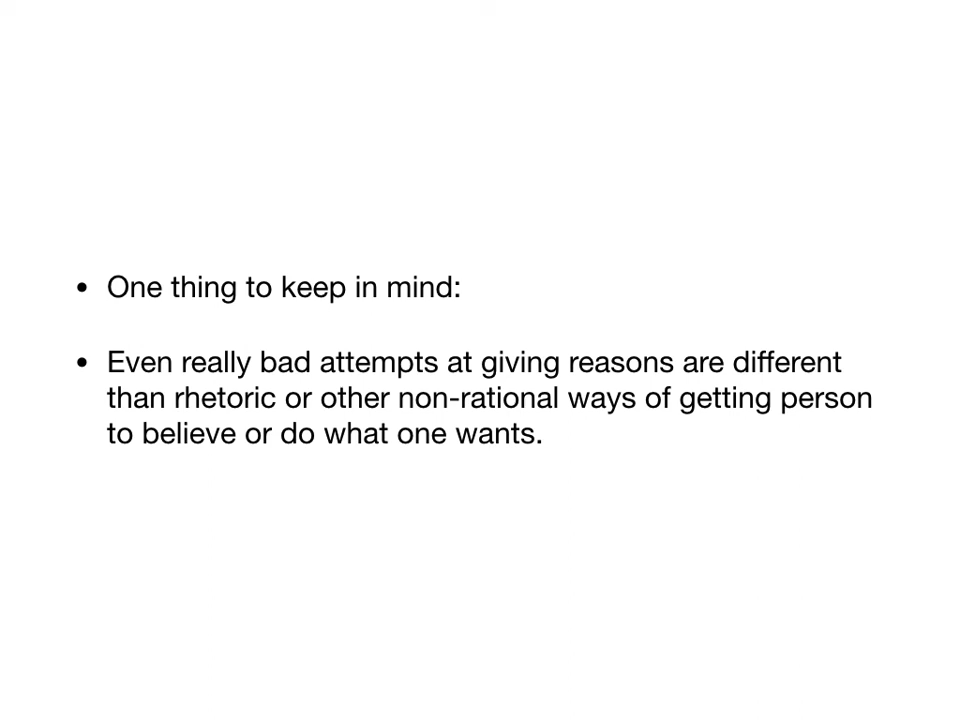 • One thing to keep in mind:
• Even really bad attempts at giving reasons are different
than rhetoric or other non-rational ways of getting person
to believe or do what one wants.